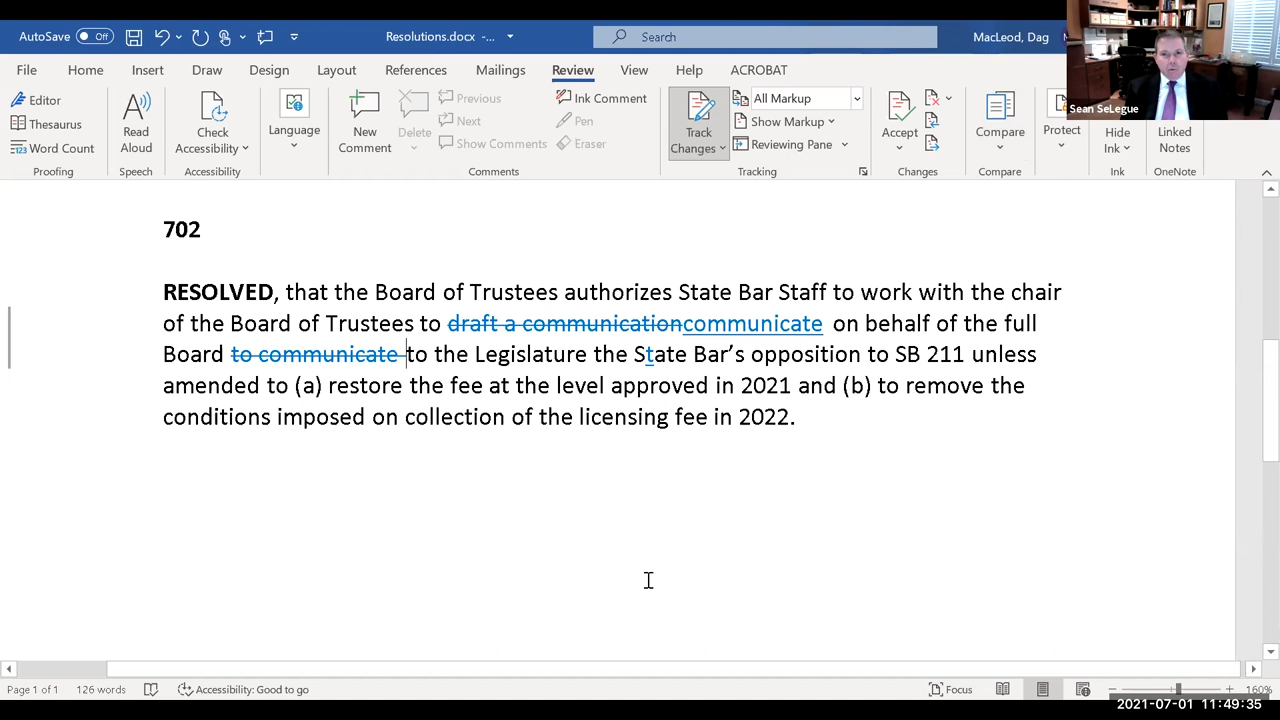 AutoSave Off Resolutions.docx -... Search MacLeod, Dag
File Home Insert Draw Design Layout References Mailings Review View Help ACROBAT
Sean SeLegue
Editor
Thesaurus
Word Count
Proofing
Read Aloud
Speech
Check Accessibility
Accessibility
Language
New Comment
Delete
Previous
Next
Show Comments
Comments
Ink Comment
Pen
Eraser
Track Changes
All Markup
Show Markup
Reviewing Pane
Tracking
Accept
Changes
Compare
Compare
Protect
Hide Ink
Ink
Linked Notes
OneNote
702
RESOLVED, that the Board of Trustees authorizes State Bar Staff to work with the chair
of the Board of Trustees to draft a communicationcommunicate on behalf of the full
Board to communicate to the Legislature the State Bar’s opposition to SB 211 unless
amended to (a) restore the fee at the level approved in 2021 and (b) to remove the
conditions imposed on collection of the licensing fee in 2022.
Page 1 of 1 126 words Accessibility: Good to go Focus 160%
2021-07-01 11:49:35